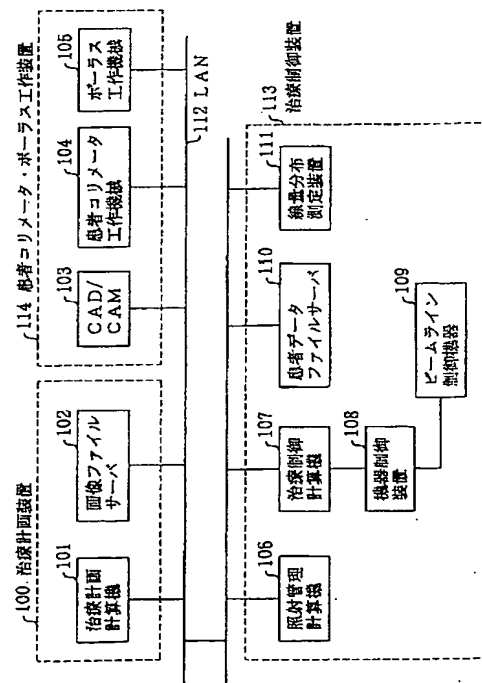 100 治療計画装置
101
治療計画
計算機
102
画像ファイル
サーバ
114 患者コリメータ・ボーラス工作装置
103
CAD/
CAM
104
患者コリメータ
工作機械
105
ボーラス
工作機械
112 LAN
106
照射管理
計算機
107
治療制御
計算機
108
機器制御
装置
109
ビームライン
制御機器
110
患者データ
ファイルサーバ
111
線量分布
測定装置
113
治療制御装置